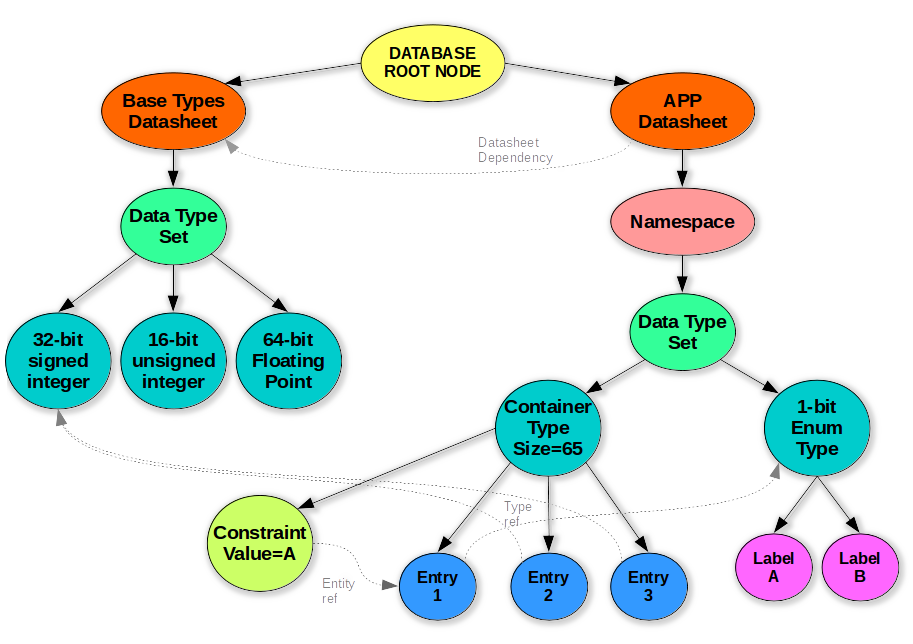 DATABASE
ROOT NODE
Base Types
Datasheet
APP
Datasheet
Datasheet
Dependency
Data Type
Set
Namespace
32-bit
signed
integer
16-bit
unsigned
integer
64-bit
Floating
Point
Data Type
Set
Container
Type
Size=65
1-bit
Enum
Type
Constraint
Value=A
Type
ref
Entity
ref
Entry
1
Entry
2
Entry
3
Label
A
Label
B